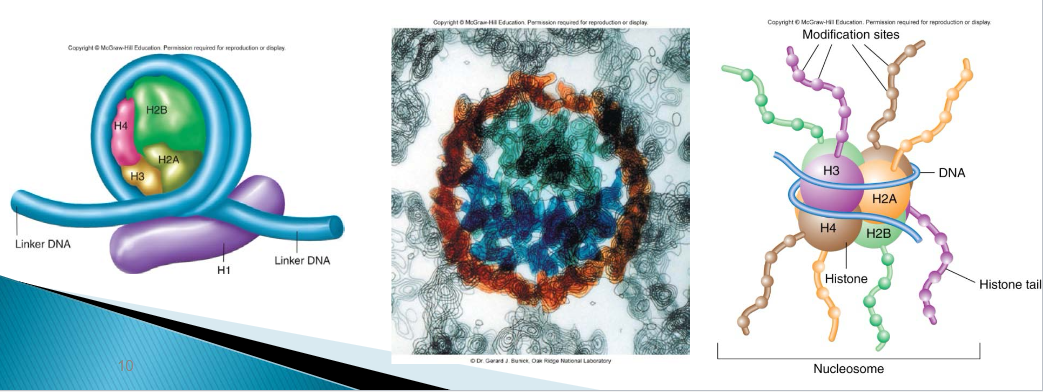 Copyright © McGraw-Hill Education. Permission required for reproduction or display.
H2B
H4
H2A
H3
Linker DNA
H1
Linker DNA
10
Copyright © McGraw-Hill Education. Permission required for reproduction or display.
© Dr. Gerard J. Bunick, Oak Ridge National Laboratory
Copyright © McGraw-Hill Education. Permission required for reproduction or display.
Modification sites
H3
DNA
H2A
H4
H2B
Histone
Histone tail
Nucleosome